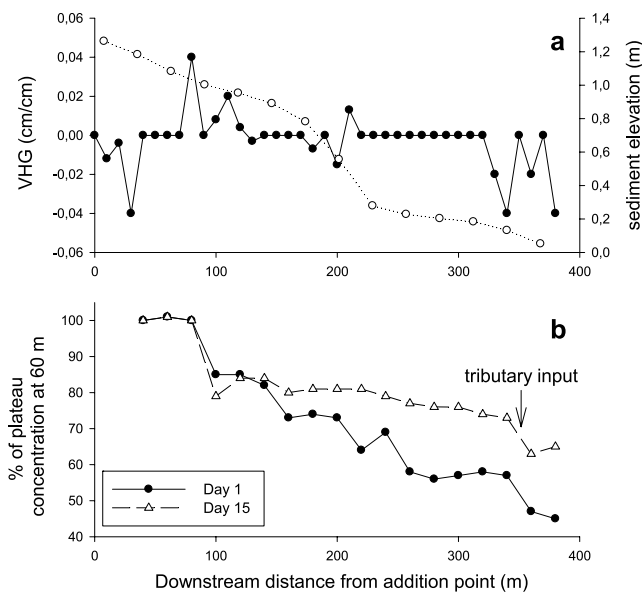 0,06
0,04
0,02
0,00
-0,02
-0,04
-0,06
VHG (cm/cm)
a
1,4
1,2
1,0
0,8
0,6
0,4
0,2
0,0
sediment elevation (m)
0 100 200 300 400
100
90
80
70
60
50
40
% of plateau
concentration at 60 m
b
tributary input
Day 1
Day 15
0 100 200 300 400
Downstream distance from addition point (m)